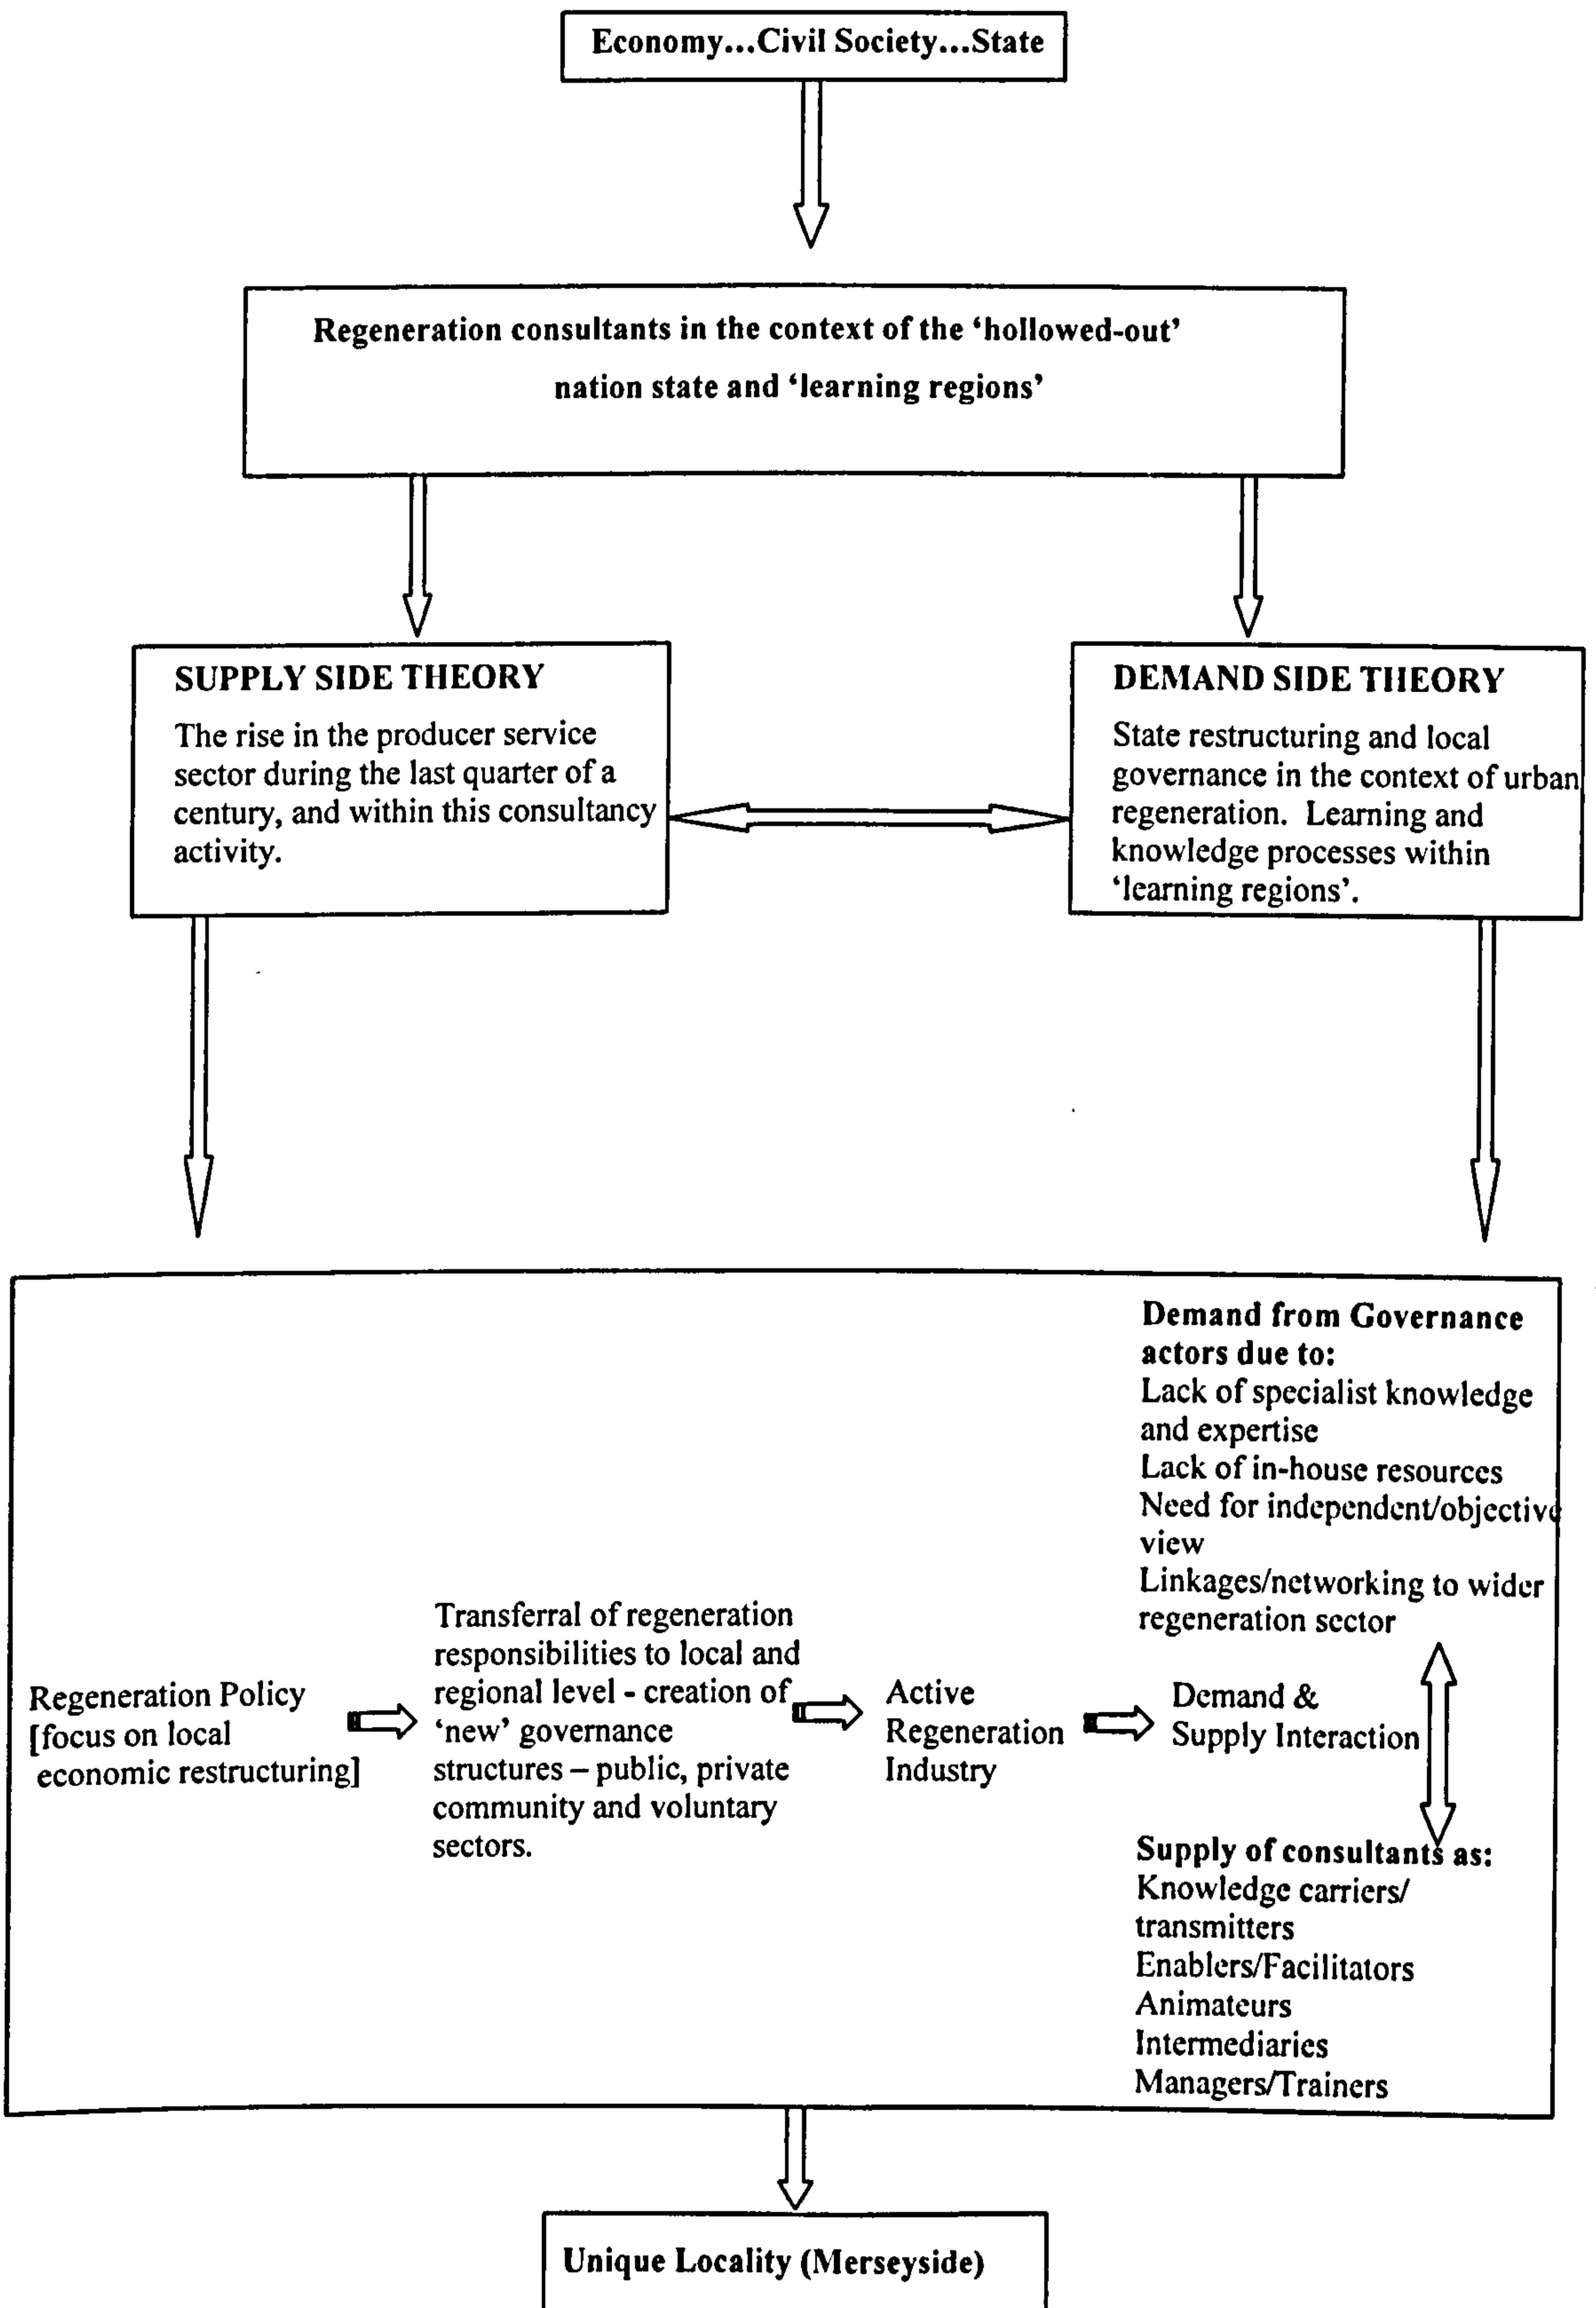 Economy...Civil Society...State
Regeneration consultants in the context of the ‘hollowed-out’
nation state and ‘learning regions’
SUPPLY SIDE THEORY
The rise in the producer service
sector during the last quarter of a
century, and within this consultancy
activity.
DEMAND SIDE THEORY
State restructuring and local
governance in the context of urban
regeneration. Learning and
knowledge processes within
‘learning regions’.
Regeneration Policy
[focus on local
economic restructuring]
Transferral of regeneration
responsibilities to local and
regional level - creation of
‘new’ governance
structures – public, private
community and voluntary
sectors.
Active
Regeneration
Industry
Demand &
Supply Interaction
Demand from Governance
actors due to:
Lack of specialist knowledge
and expertise
Lack of in-house resources
Need for independent/objective
view
Linkages/networking to wider
regeneration sector
Supply of consultants as:
Knowledge carriers/
transmitters
Enablers/Facilitators
Animateurs
Intermediaries
Managers/Trainers
Unique Locality (Merseyside)